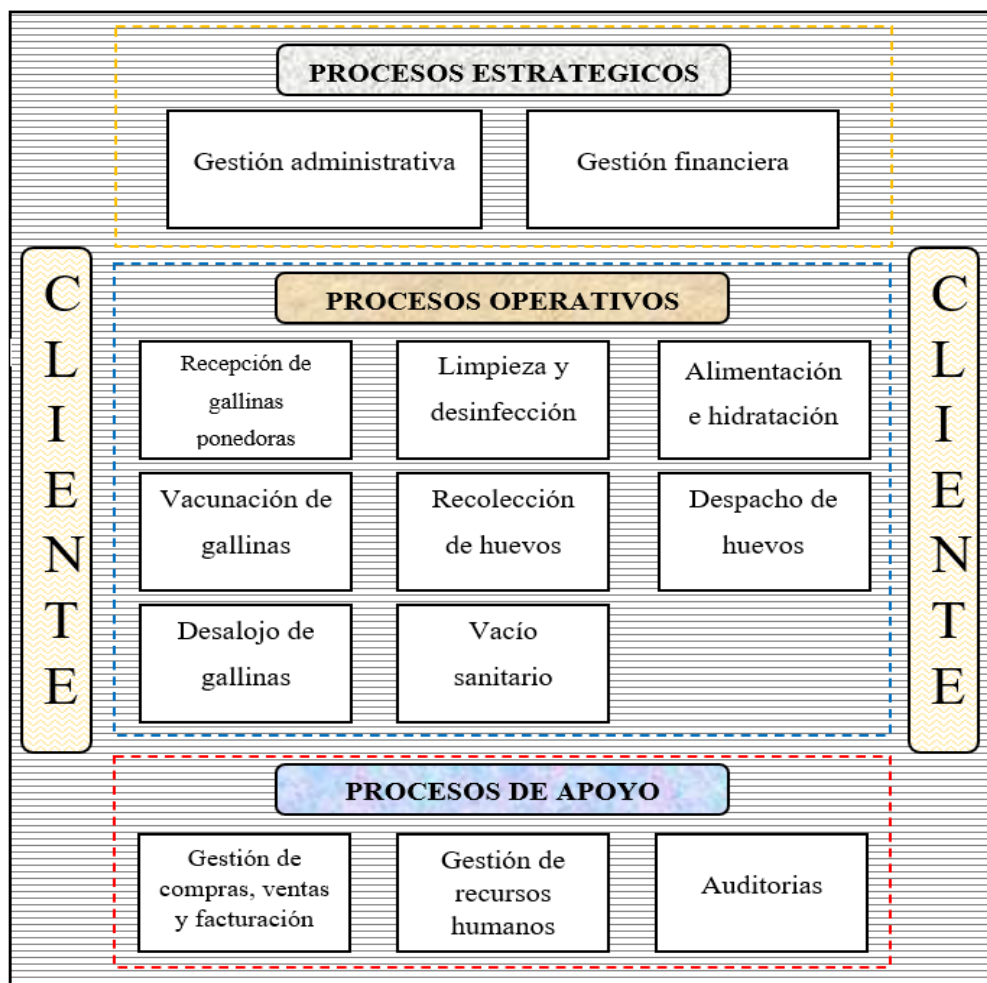 PROCESOS ESTRATEGICOS
Gestión administrativa
Gestión financiera
CLIENTE
PROCESOS OPERATIVOS
Recepción de
gallinas
ponedoras
Limpieza y
desinfección
Alimentación
e hidratación
Vacunación de
gallinas
Recolección
de huevos
Despacho de
huevos
Desalojo de
gallinas
Vacío
sanitario
CLIENTE
PROCESOS DE APOYO
Gestión de
compras, ventas
y facturación
Gestión de
recursos
humanos
Auditorias